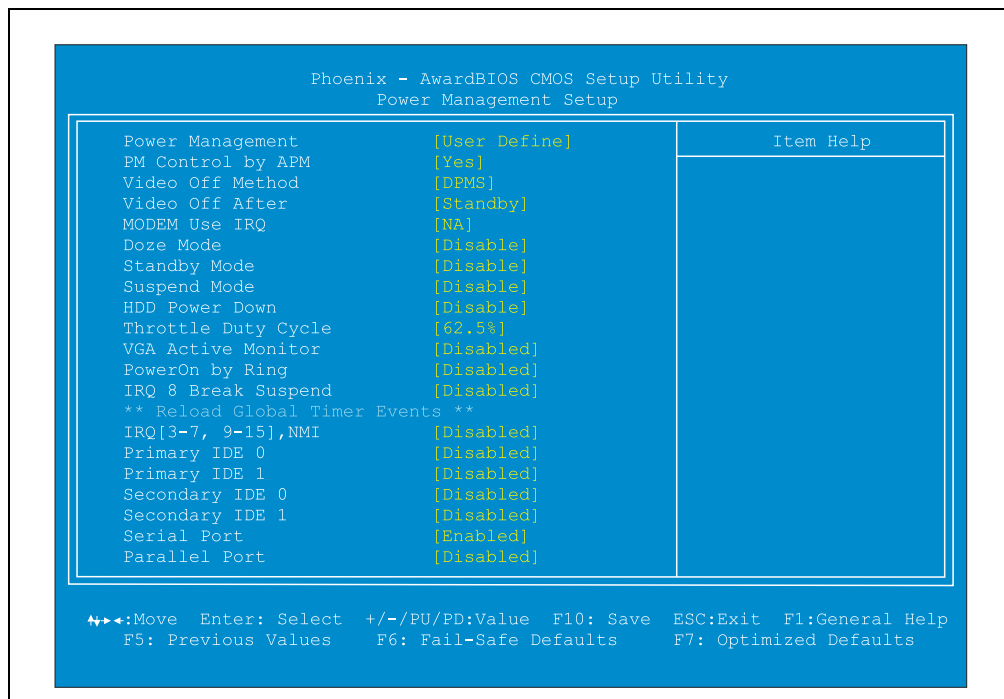 Phoenix - AwardBIOS CMOS Setup Utility
Power Management Setup
Power Management [User Define] Item Help
PM Control by APM [Yes]
Video Off Method [DPMS]
Video Off After [Standby]
MODEM Use IRQ [NA]
Doze Mode [Disable]
Standby Mode [Disable]
Suspend Mode [Disable]
HDD Power Down [Disable]
Throttle Duty Cycle [62.5%]
VGA Active Monitor [Disabled]
PowerOn by Ring [Disabled]
IRQ 8 Break Suspend [Disabled]
** Reload Global Timer Events **
IRQ[3-7, 9-15],NMI [Disabled]
Primary IDE 0 [Disabled]
Primary IDE 1 [Disabled]
Secondary IDE 0 [Disabled]
Secondary IDE 1 [Disabled]
Serial Port [Enabled]
Parallel Port [Disabled]
:Move Enter: Select +/-/PU/PD:Value F10: Save ESC:Exit F1:General Help
F5: Previous Values F6: Fail-Safe Defaults F7: Optimized Defaults